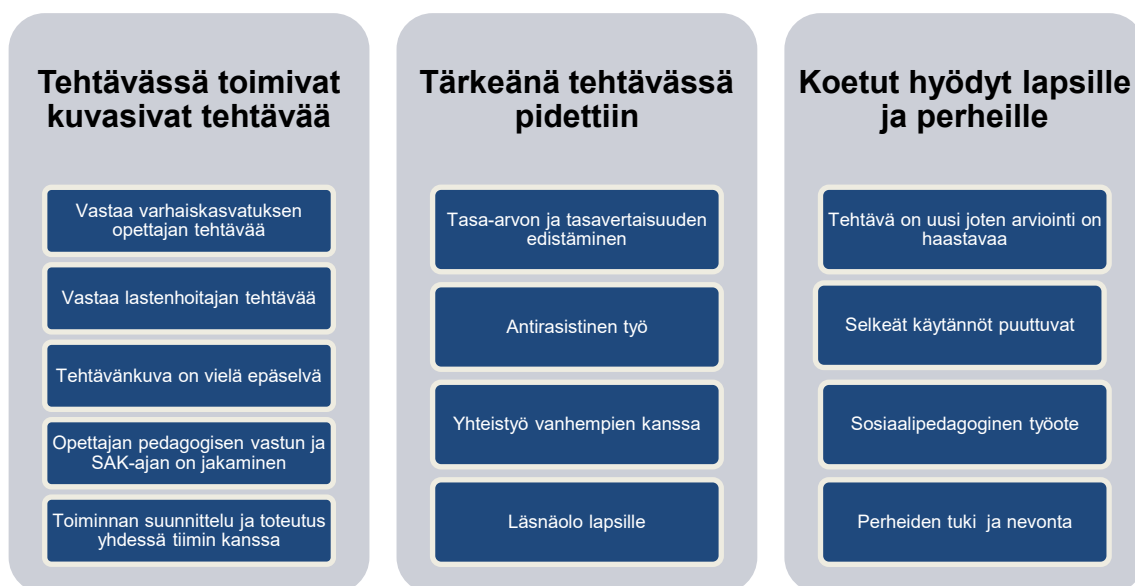 Tehtävässä toimivat
kuvasivat tehtävää
Vastaa varhaiskasvatuksen
opettajan tehtävää
Vastaa lastenhoitajan tehtävää
Tehtävänkuva on vielä epäselvä
Opettajan pedagogisen vastun ja
SAK-ajan on jakaminen
Toiminnan suunnittelu ja toteutus
yhdessä tiimin kanssa
Tärkeänä tehtävässä
pidettiin
Tasa-arvon ja tasavertaisuuden
edistäminen
Antirasistinen työ
Yhteistyö vanhempien kanssa
Läsnäolo lapsille
Koetut hyödyt lapsille
ja perheille
Tehtävä on uusi joten arviointi on
haastavaa
Selkeät käytännöt puuttuvat
Sosiaalipedagoginen työote
Perheiden tuki ja nevonta